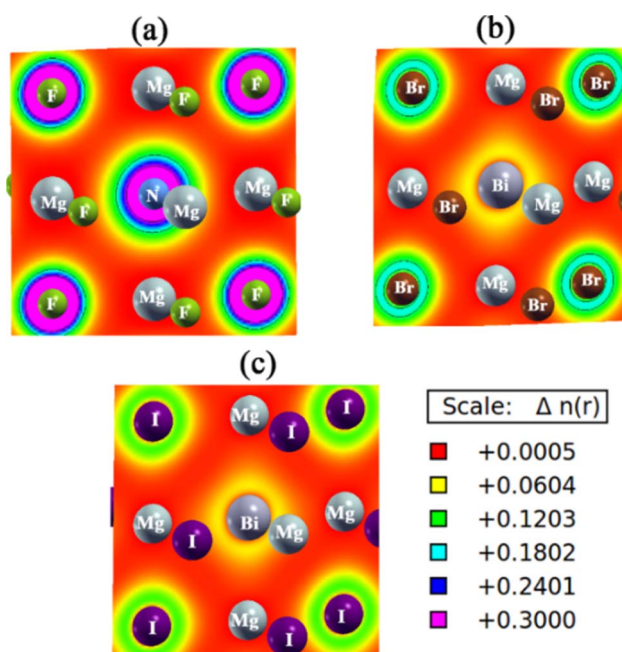 (a)
(b)
F Mg F F
Mg F N Mg Mg F
F Mg F F
Br Mg Br Br
Mg Br Bi Mg Mg
Br Mg Br Br
(c)
I Mg I I
Mg I Bi Mg Mg
I Mg I I
Scale: Δ n(r)
+0.0005
+0.0604
+0.1203
+0.1802
+0.2401
+0.3000